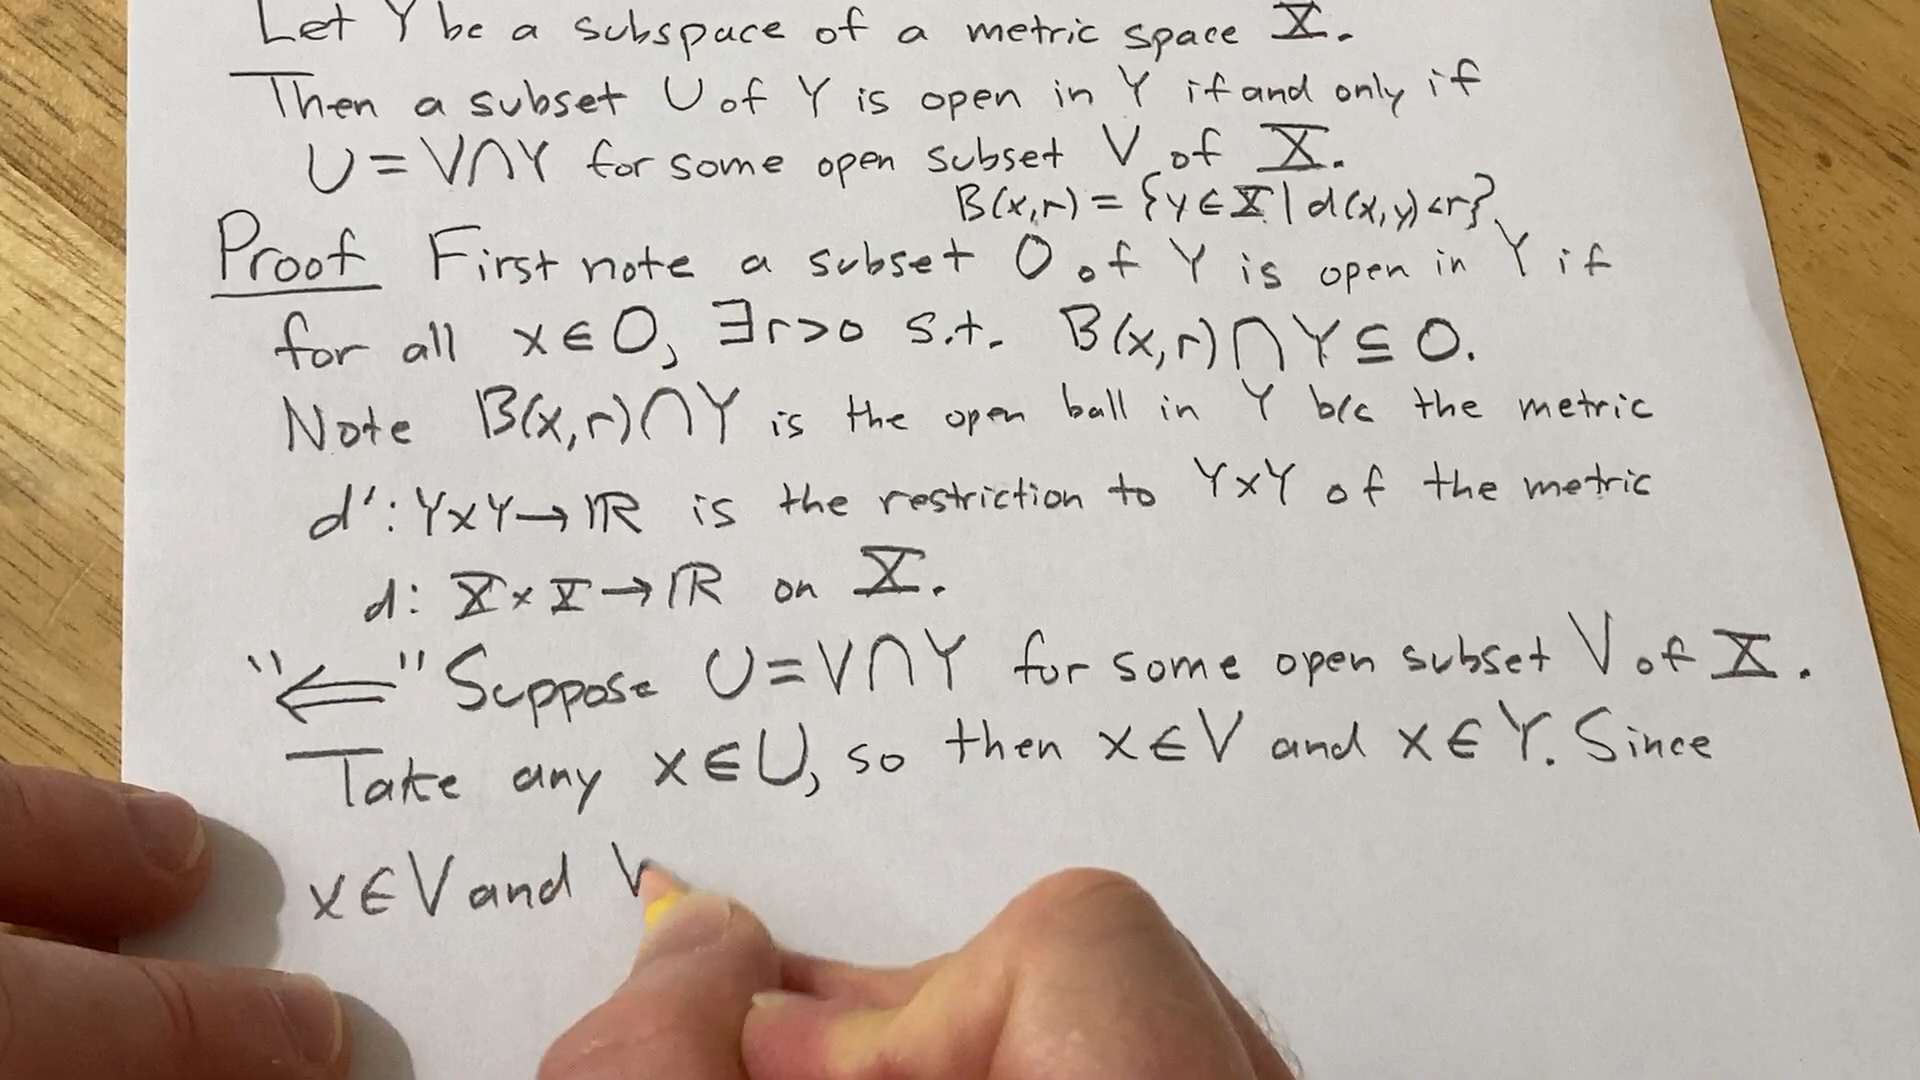 Let Y be a subspace of a metric space X.
Then a subset U of Y is open in Y if and only if
U = V∩Y for some open subset V of X.
B(x,r) = {y∈X | d(x,y)<r}
Proof First note a subset O of Y is open in Y if
for all x∈O, ∃r>0 s.t. B(x,r)∩Y⊆O.
Note B(x,r)∩Y is the open ball in Y b/c the metric
d': Y×Y→ℝ is the restriction to Y×Y of the metric
d: X×X→ℝ on X.
"⟸" Suppose U=V∩Y for some open subset V of X.
Take any x∈U, so then x∈V and x∈Y. Since
x∈V and V